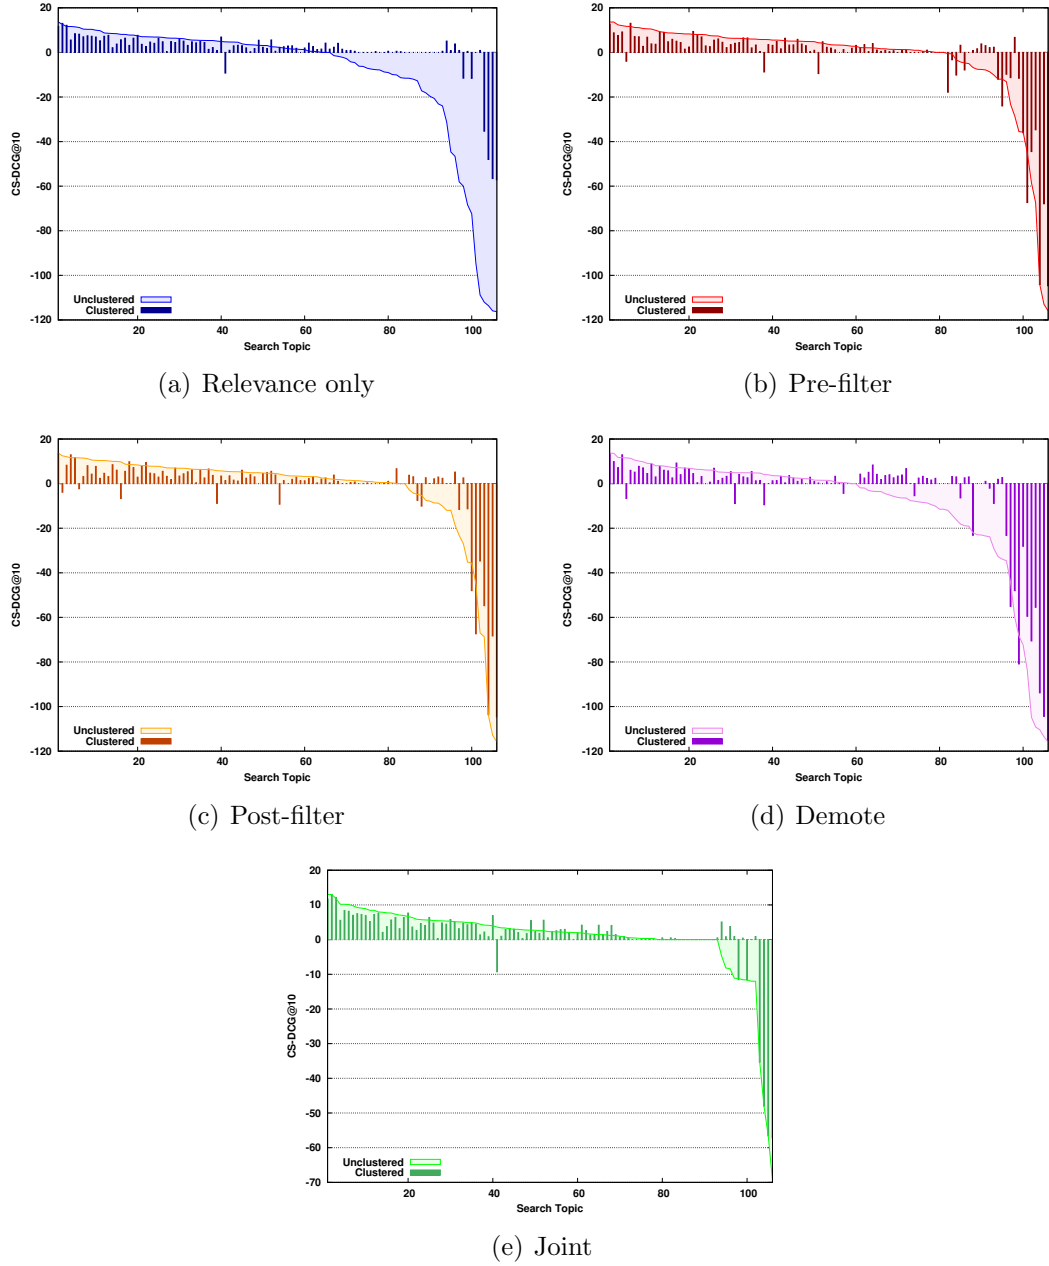 20
0
-20
-40
-60
-80
-100
-120
CS-DCG@10
Unclustered
Clustered
20 40 60 80 100
Search Topic
(a) Relevance only
20
0
-20
-40
-60
-80
-100
-120
CS-DCG@10
Unclustered
Clustered
20 40 60 80 100
Search Topic
(b) Pre-filter
20
0
-20
-40
-60
-80
-100
-120
CS-DCG@10
Unclustered
Clustered
20 40 60 80 100
Search Topic
(c) Post-filter
20
0
-20
-40
-60
-80
-100
-120
CS-DCG@10
Unclustered
Clustered
20 40 60 80 100
Search Topic
(d) Demote
20
10
0
-10
-20
-30
-40
-50
-60
-70
CS-DCG@10
Unclustered
Clustered
20 40 60 80 100
Search Topic
(e) Joint